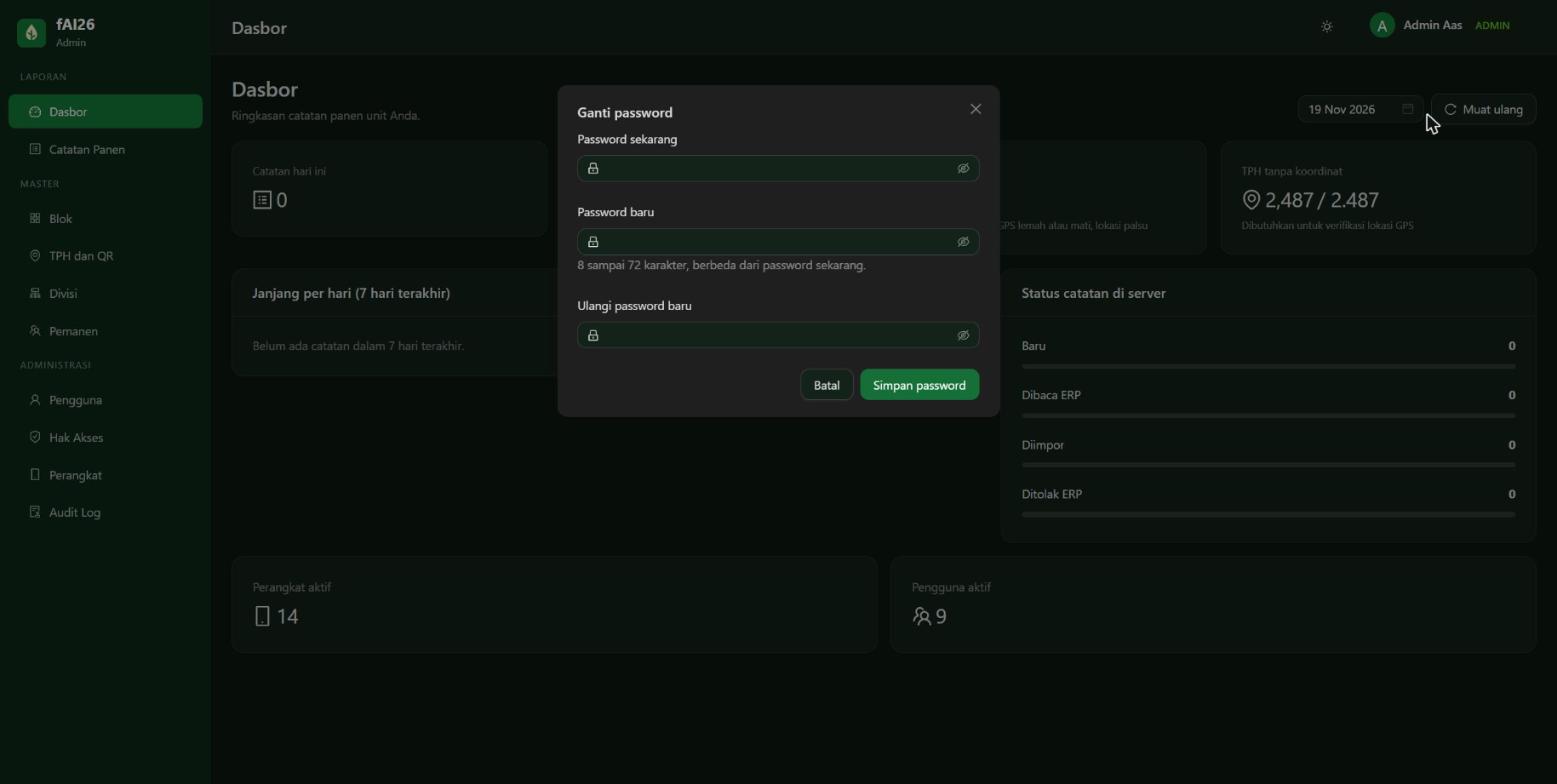 fAI26
Admin
Dasbor
A Admin Aas ADMIN
LAPORAN
Dasbor
Catatan Panen
MASTER
Blok
TPH dan QR
Divisi
Pemanen
ADMINISTRASI
Pengguna
Hak Akses
Perangkat
Audit Log
Dasbor
Ringkasan catatan panen unit Anda.
19 Nov 2026
Muat ulang
Catatan hari ini
0
GPS lemah atau mati, lokasi palsu
TPH tanpa koordinat
2,487 / 2.487
Dibutuhkan untuk verifikasi lokasi GPS
Ganti password
Password sekarang
Password baru
8 sampai 72 karakter, berbeda dari password sekarang.
Ulangi password baru
Batal
Simpan password
Janjang per hari (7 hari terakhir)
Belum ada catatan dalam 7 hari terakhir.
Status catatan di server
Baru 0
Dibaca ERP 0
Diimpor 0
Ditolak ERP 0
Perangkat aktif
14
Pengguna aktif
9